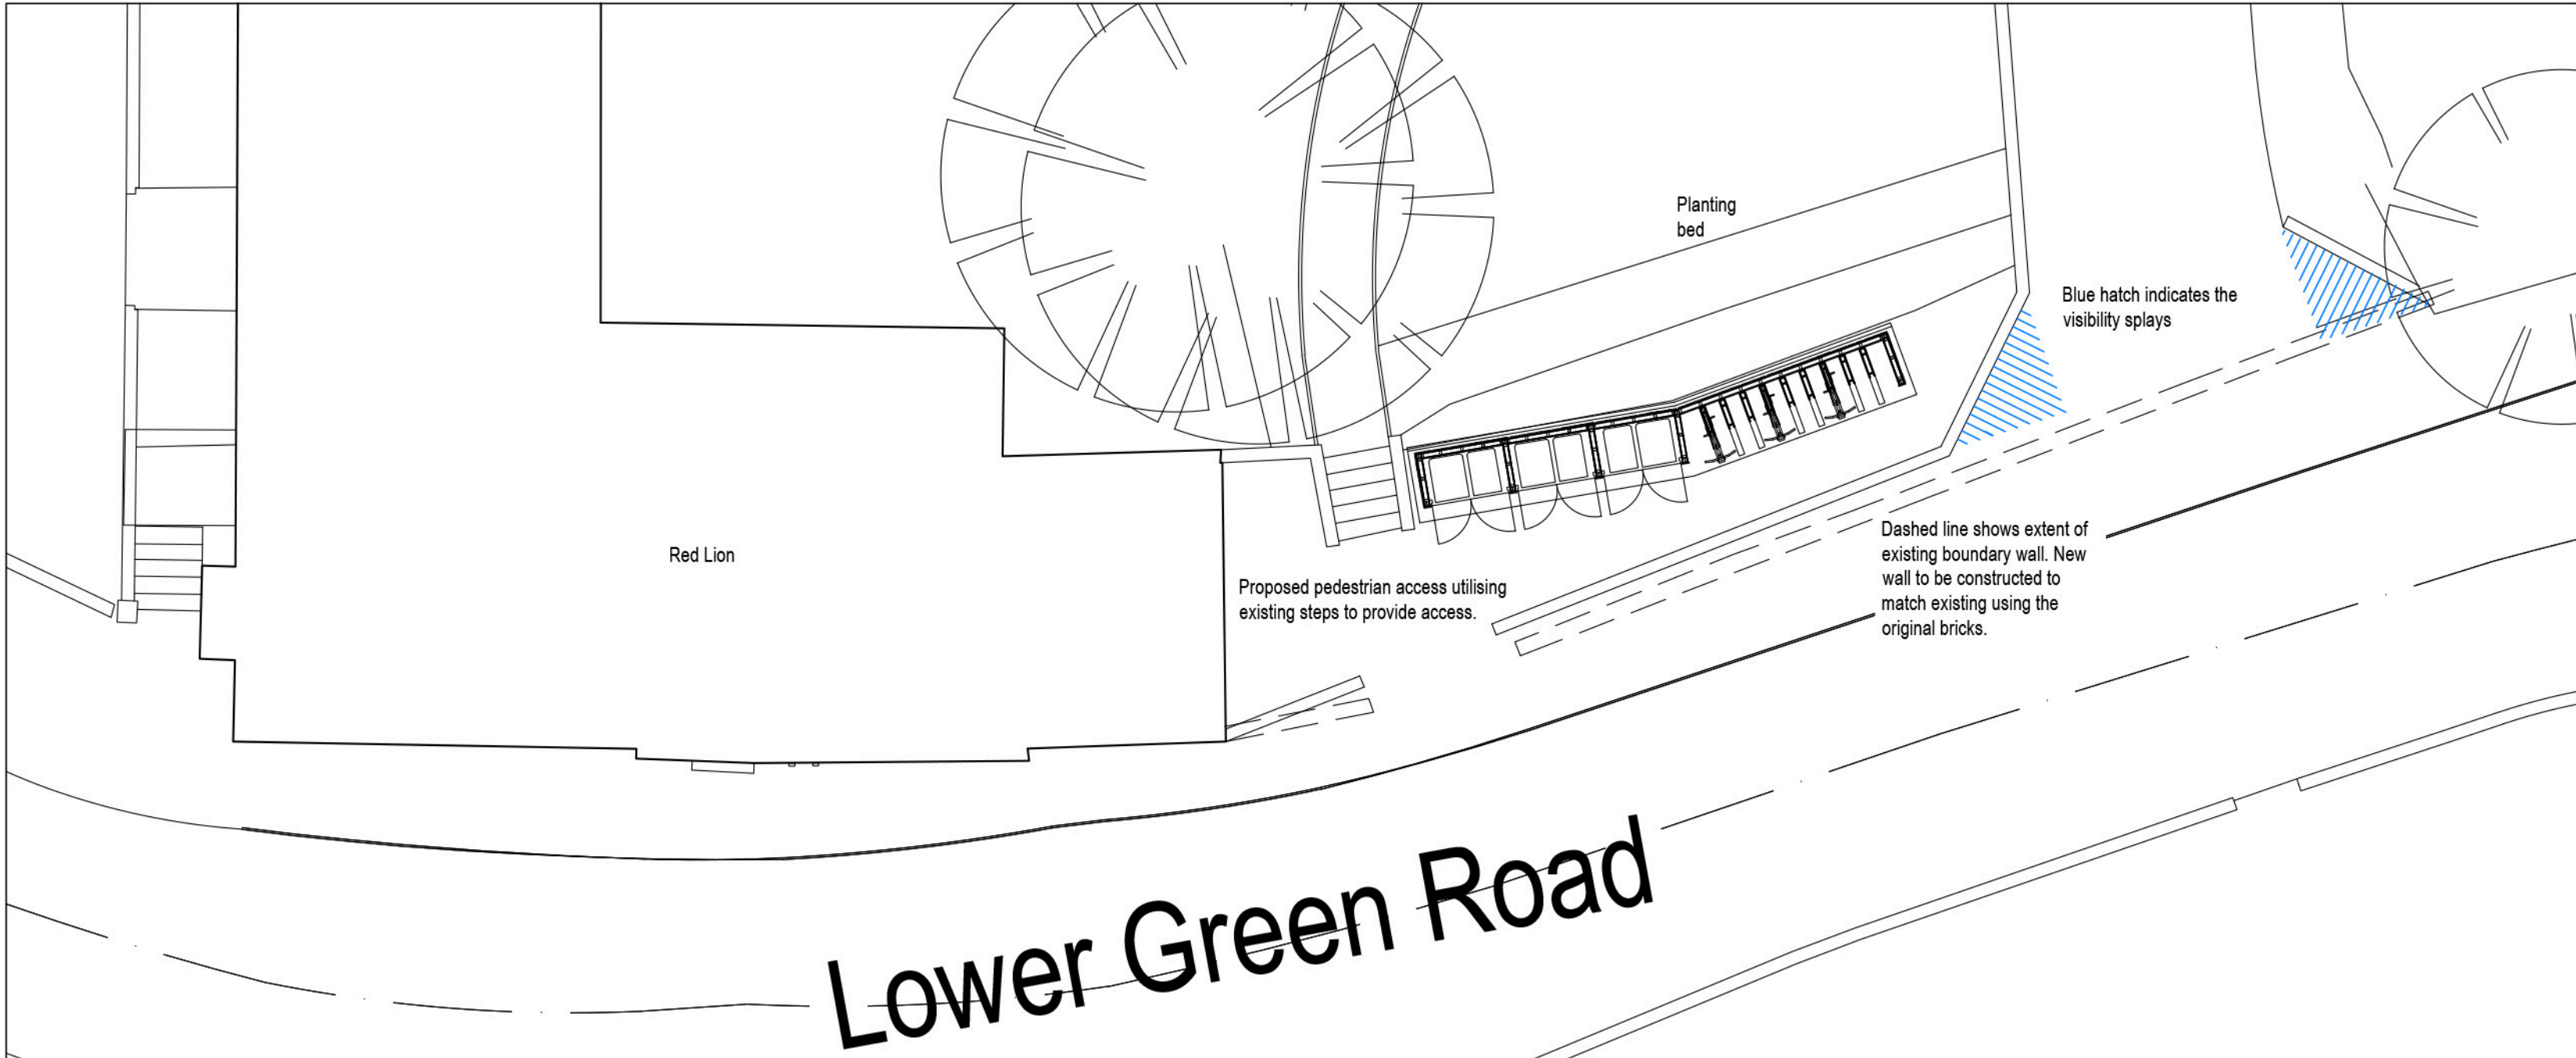 Planting
bed
Blue hatch indicates the
visibility splays
Red Lion
Dashed line shows extent of
existing boundary wall. New
wall to be constructed to
match existing using the
original bricks.
Proposed pedestrian access utilising
existing steps to provide access.
Lower Green Road